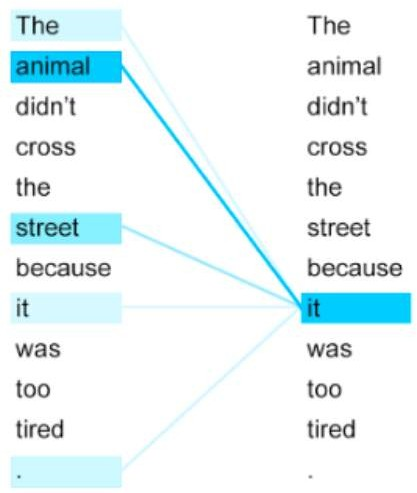 The
animal
didn't
cross
the
street
because
it
was
too
tired
.
The
animal
didn't
cross
the
street
because
it
was
too
tired
.